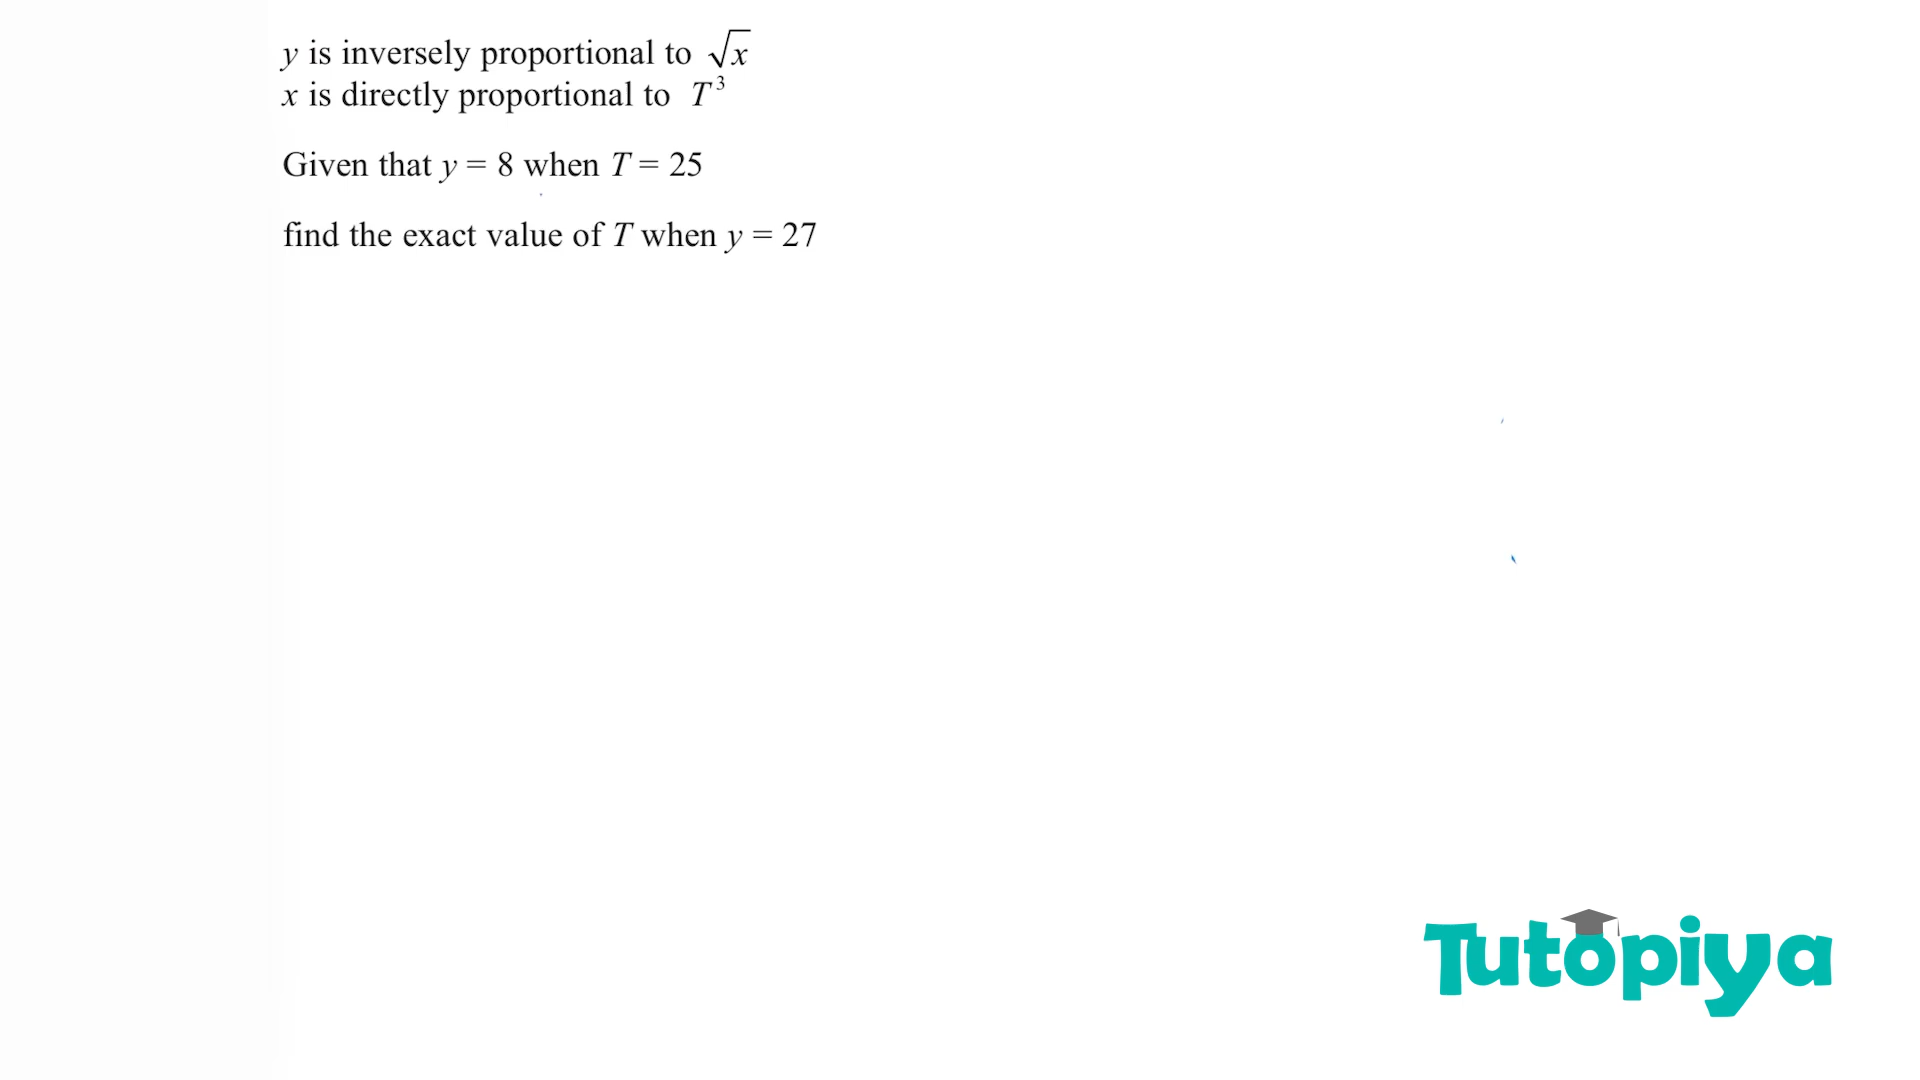 y is inversely proportional to √x
x is directly proportional to T³
Given that y = 8 when T = 25
find the exact value of T when y = 27
Tutopiya